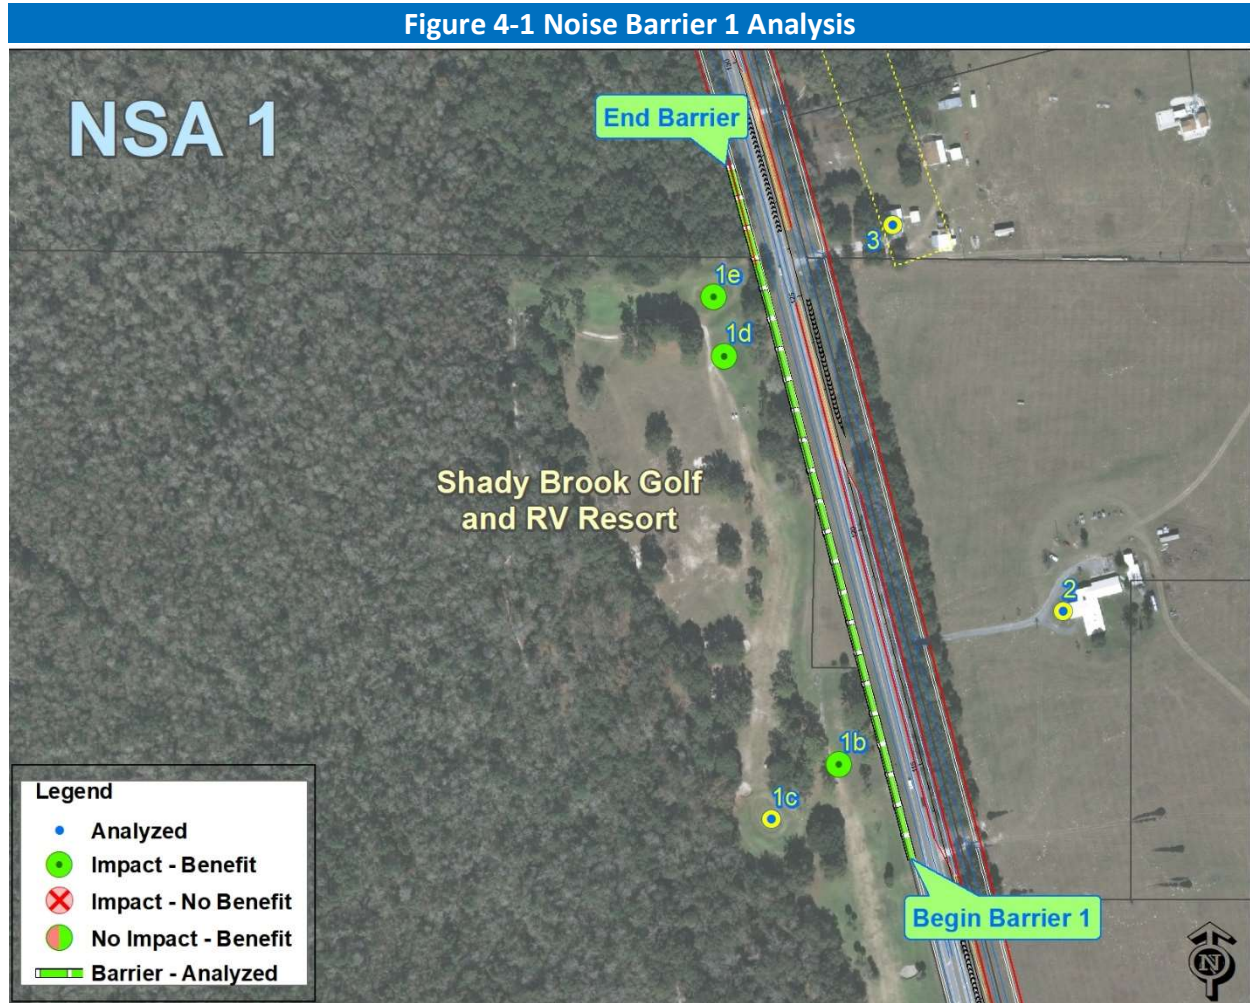 Figure 4-1 Noise Barrier 1 Analysis
NSA 1
End Barrier
3
1e
1d
Shady Brook Golf
and RV Resort
2
1b
1c
Begin Barrier 1
Legend
Analyzed
Impact - Benefit
Impact - No Benefit
No Impact - Benefit
Barrier - Analyzed
N